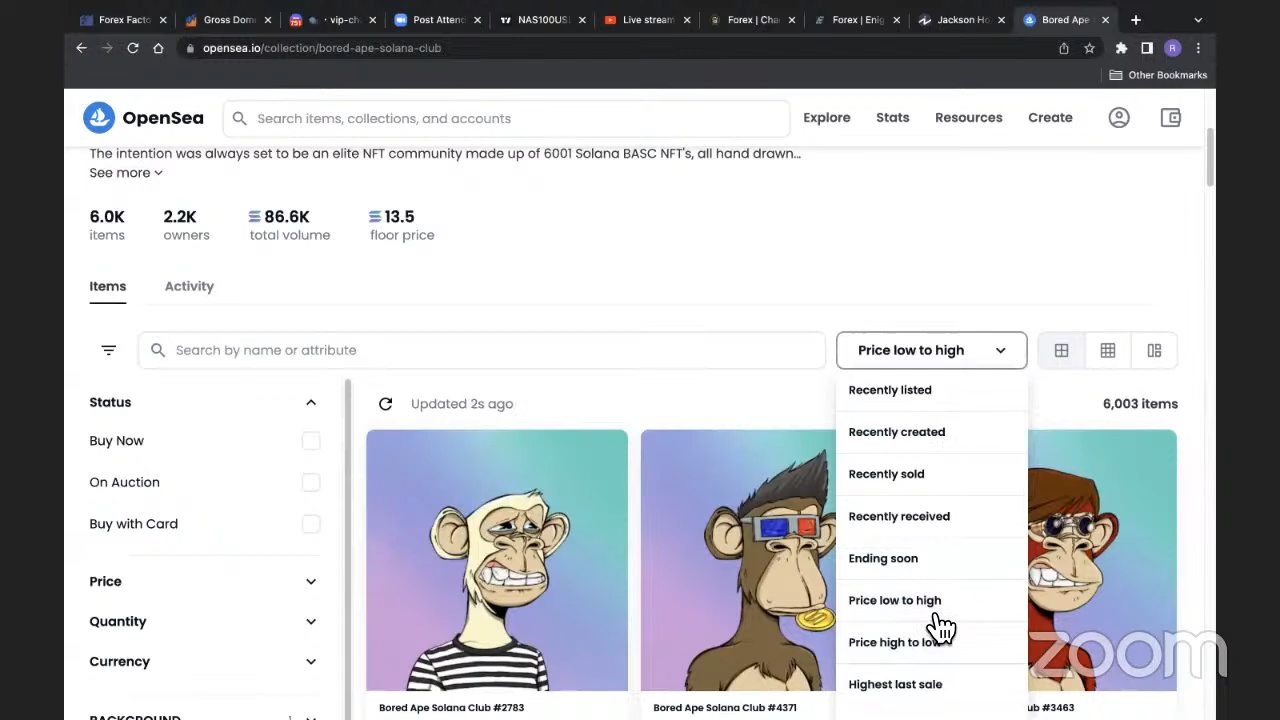 Forex Facto
Gross Dom
751
vip-ch
Post Attend
NAS100US
Live stream
Forex | Cha
Forex | Enig
Jackson Ho
Bored Ape
opensea.io/collection/bored-ape-solana-club
R
Other Bookmarks
OpenSea
Search items, collections, and accounts
Explore
Stats
Resources
Create
The intention was always set to be an elite NFT community made up of 6001 Solana BASC NFT's, all hand drawn...
See more
6.0K
2.2K
86.6K
13.5
items
owners
total volume
floor price
Items
Activity
Search by name or attribute
Price low to high
Status
Updated 2s ago
Recently listed
6,003 items
Buy Now
Recently created
On Auction
Recently sold
Buy with Card
Recently received
Ending soon
Price
Price low to high
Quantity
Price high to low
Currency
Highest last sale
zoom
Bored Ape Solana Club #2783
Bored Ape Solana Club #4371
ub #3463
BACKGROUND